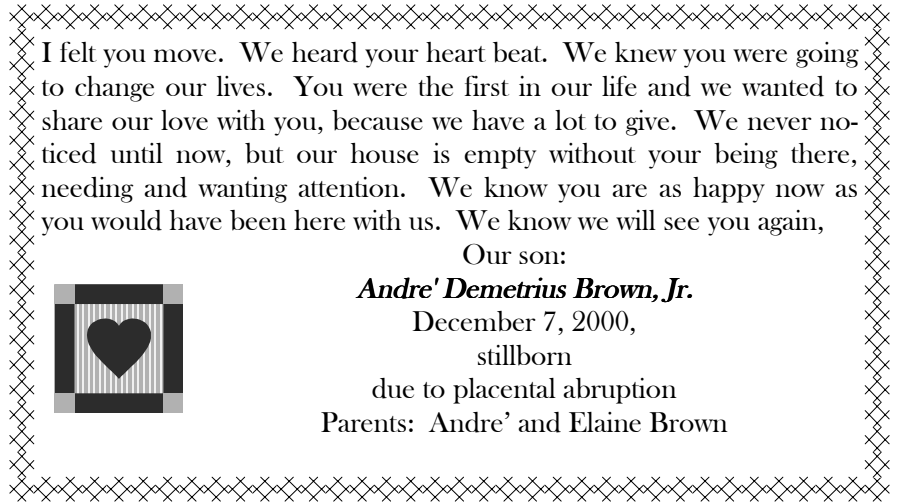 I felt you move.  We heard your heart beat.  We knew you were going
to change our lives.  You were the first in our life and we wanted to
share our love with you, because we have a lot to give.  We never no-
ticed until now, but our house is empty without your being there,
needing and wanting attention.  We know you are as happy now as
you would have been here with us.  We know we will see you again,
Our son:
Andre' Demetrius Brown, Jr.
December 7, 2000,
stillborn
due to placental abruption
Parents:  Andre’ and Elaine Brown